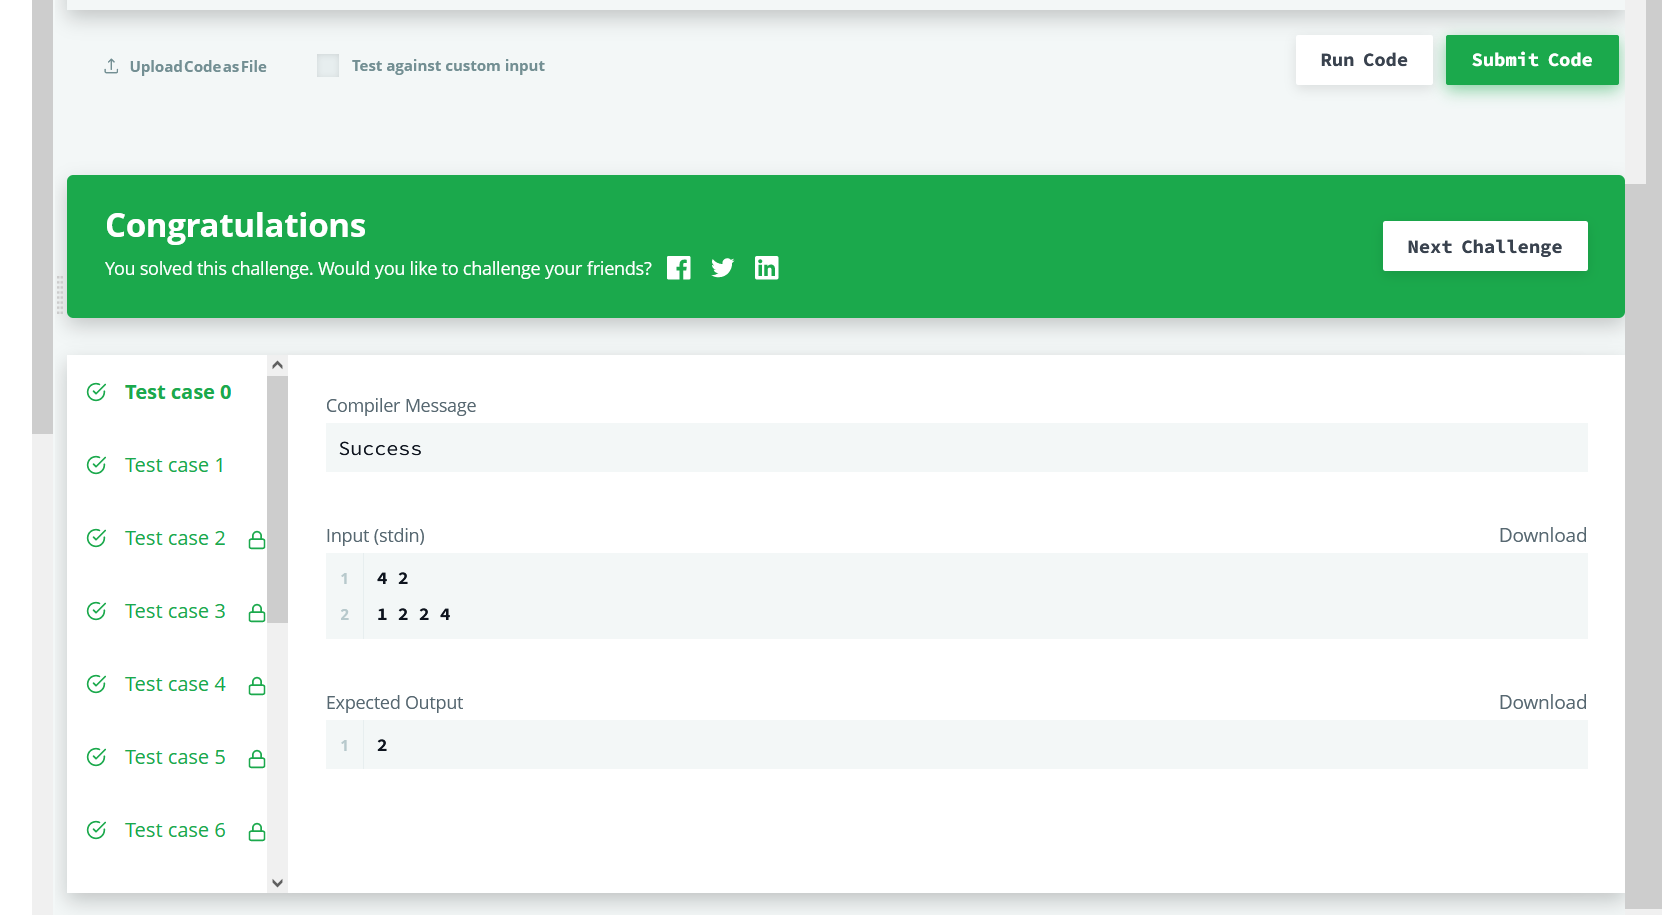 Upload Code as File
Test against custom input
Run Code
Submit Code
Congratulations
You solved this challenge. Would you like to challenge your friends?
Next Challenge
Test case 0
Test case 1
Test case 2
Test case 3
Test case 4
Test case 5
Test case 6
Compiler Message
Success
Input (stdin)
Download
1 4 2
2 1 2 2 4
Expected Output
Download
1 2